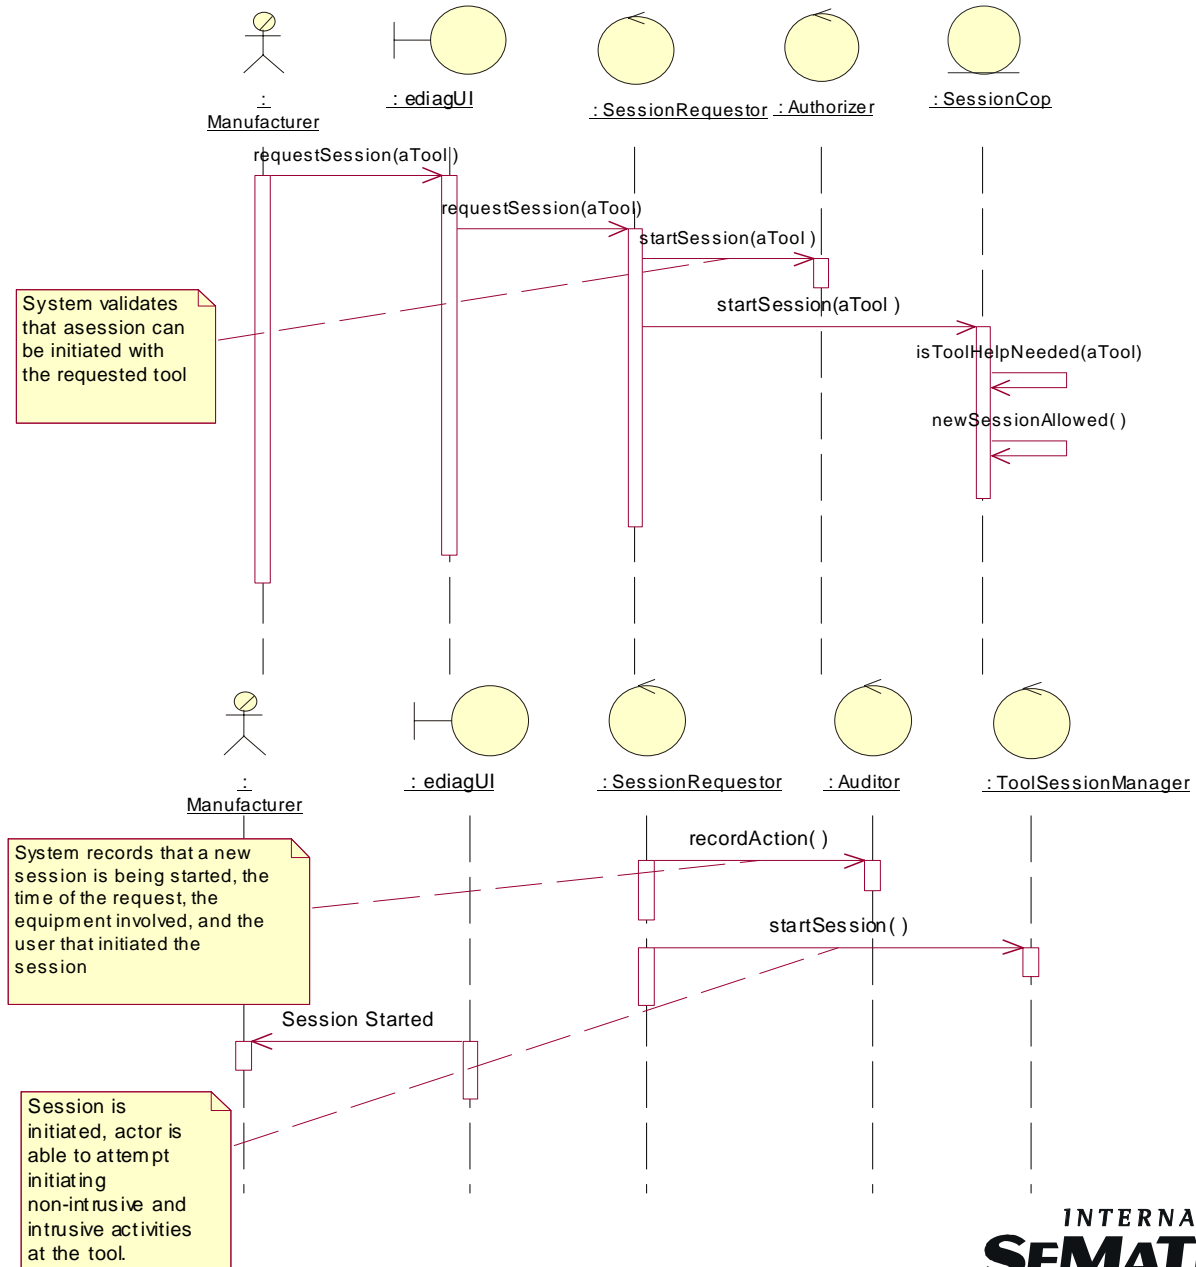 :
Manufacturer
: ediagUI
: SessionRequestor
: Authorizer
: SessionCop
requestSession(aTool )
requestSession(aTool)
startSession(aTool )
System validates
that asession can
be initiated with
the requested tool
startSession(aTool )
isToolHelpNeeded(aTool)
newSessionAllowed( )
:
Manufacturer
: ediagUI
: SessionRequestor
: Auditor
: ToolSessionManager
recordAction( )
System records that a new
session is being started, the
time of the request, the
equipment involved, and the
user that initiated the
session
startSession( )
Session Started
Session is
initiated, actor is
able to attempt
initiating
non-intrusive and
intrusive activities
at the tool.
INTERNA
SEMAT